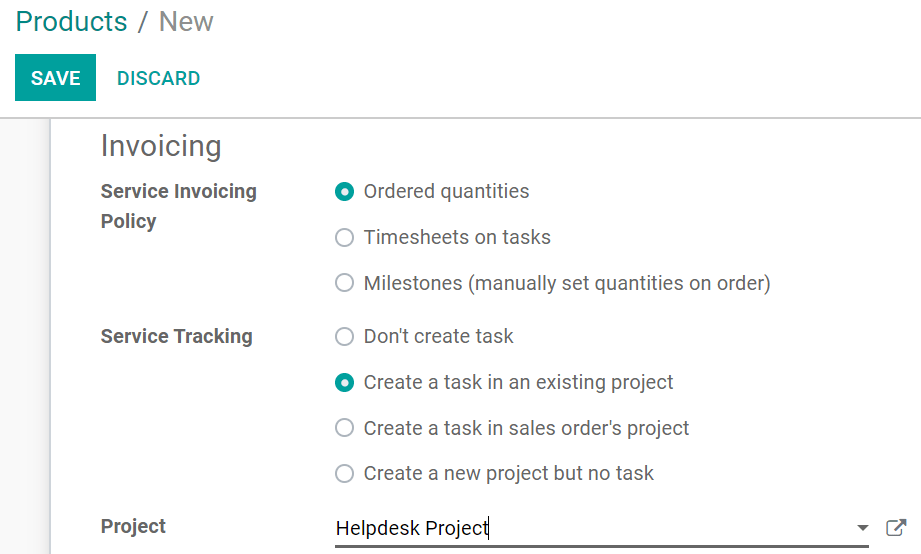 Products / New
SAVE DISCARD
Invoicing
Service Invoicing
Policy
Ordered quantities
Timesheets on tasks
Milestones (manually set quantities on order)
Service Tracking
Don't create task
Create a task in an existing project
Create a task in sales order's project
Create a new project but no task
Project
Helpdesk Project